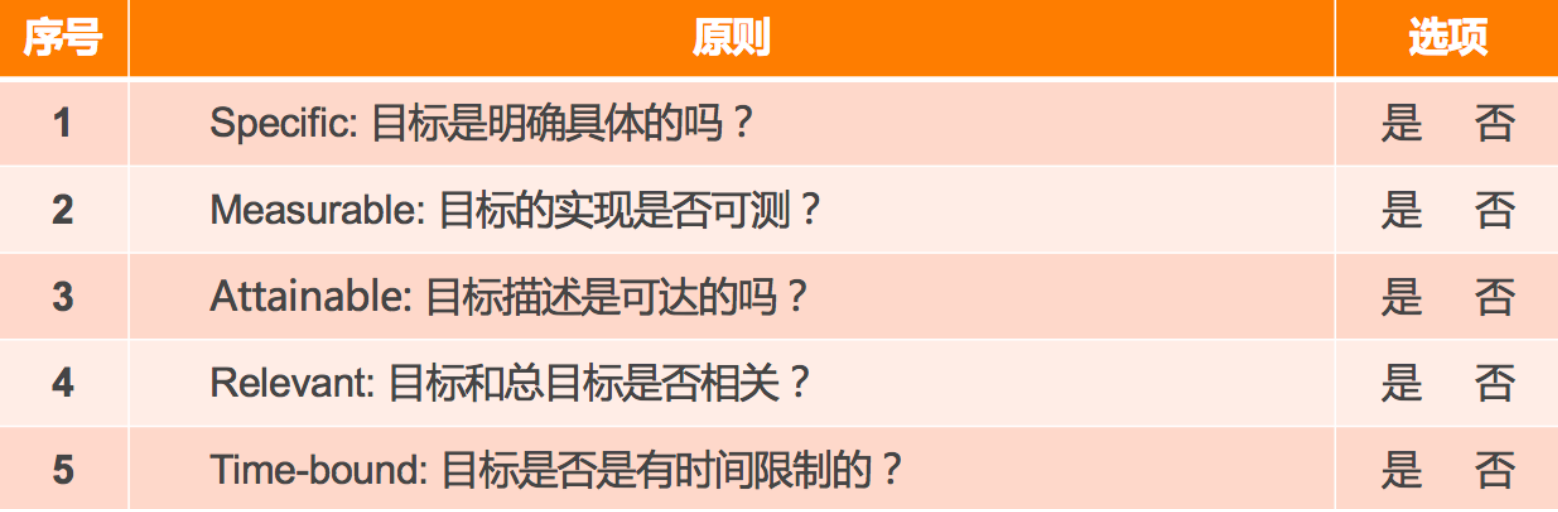 序号 原则 选项
1 Specific: 目标是明确具体的吗？ 是 否
2 Measurable: 目标的实现是否可测？ 是 否
3 Attainable: 目标描述是可达的吗？ 是 否
4 Relevant: 目标和总目标是否相关？ 是 否
5 Time-bound: 目标是否是有时间限制的？ 是 否